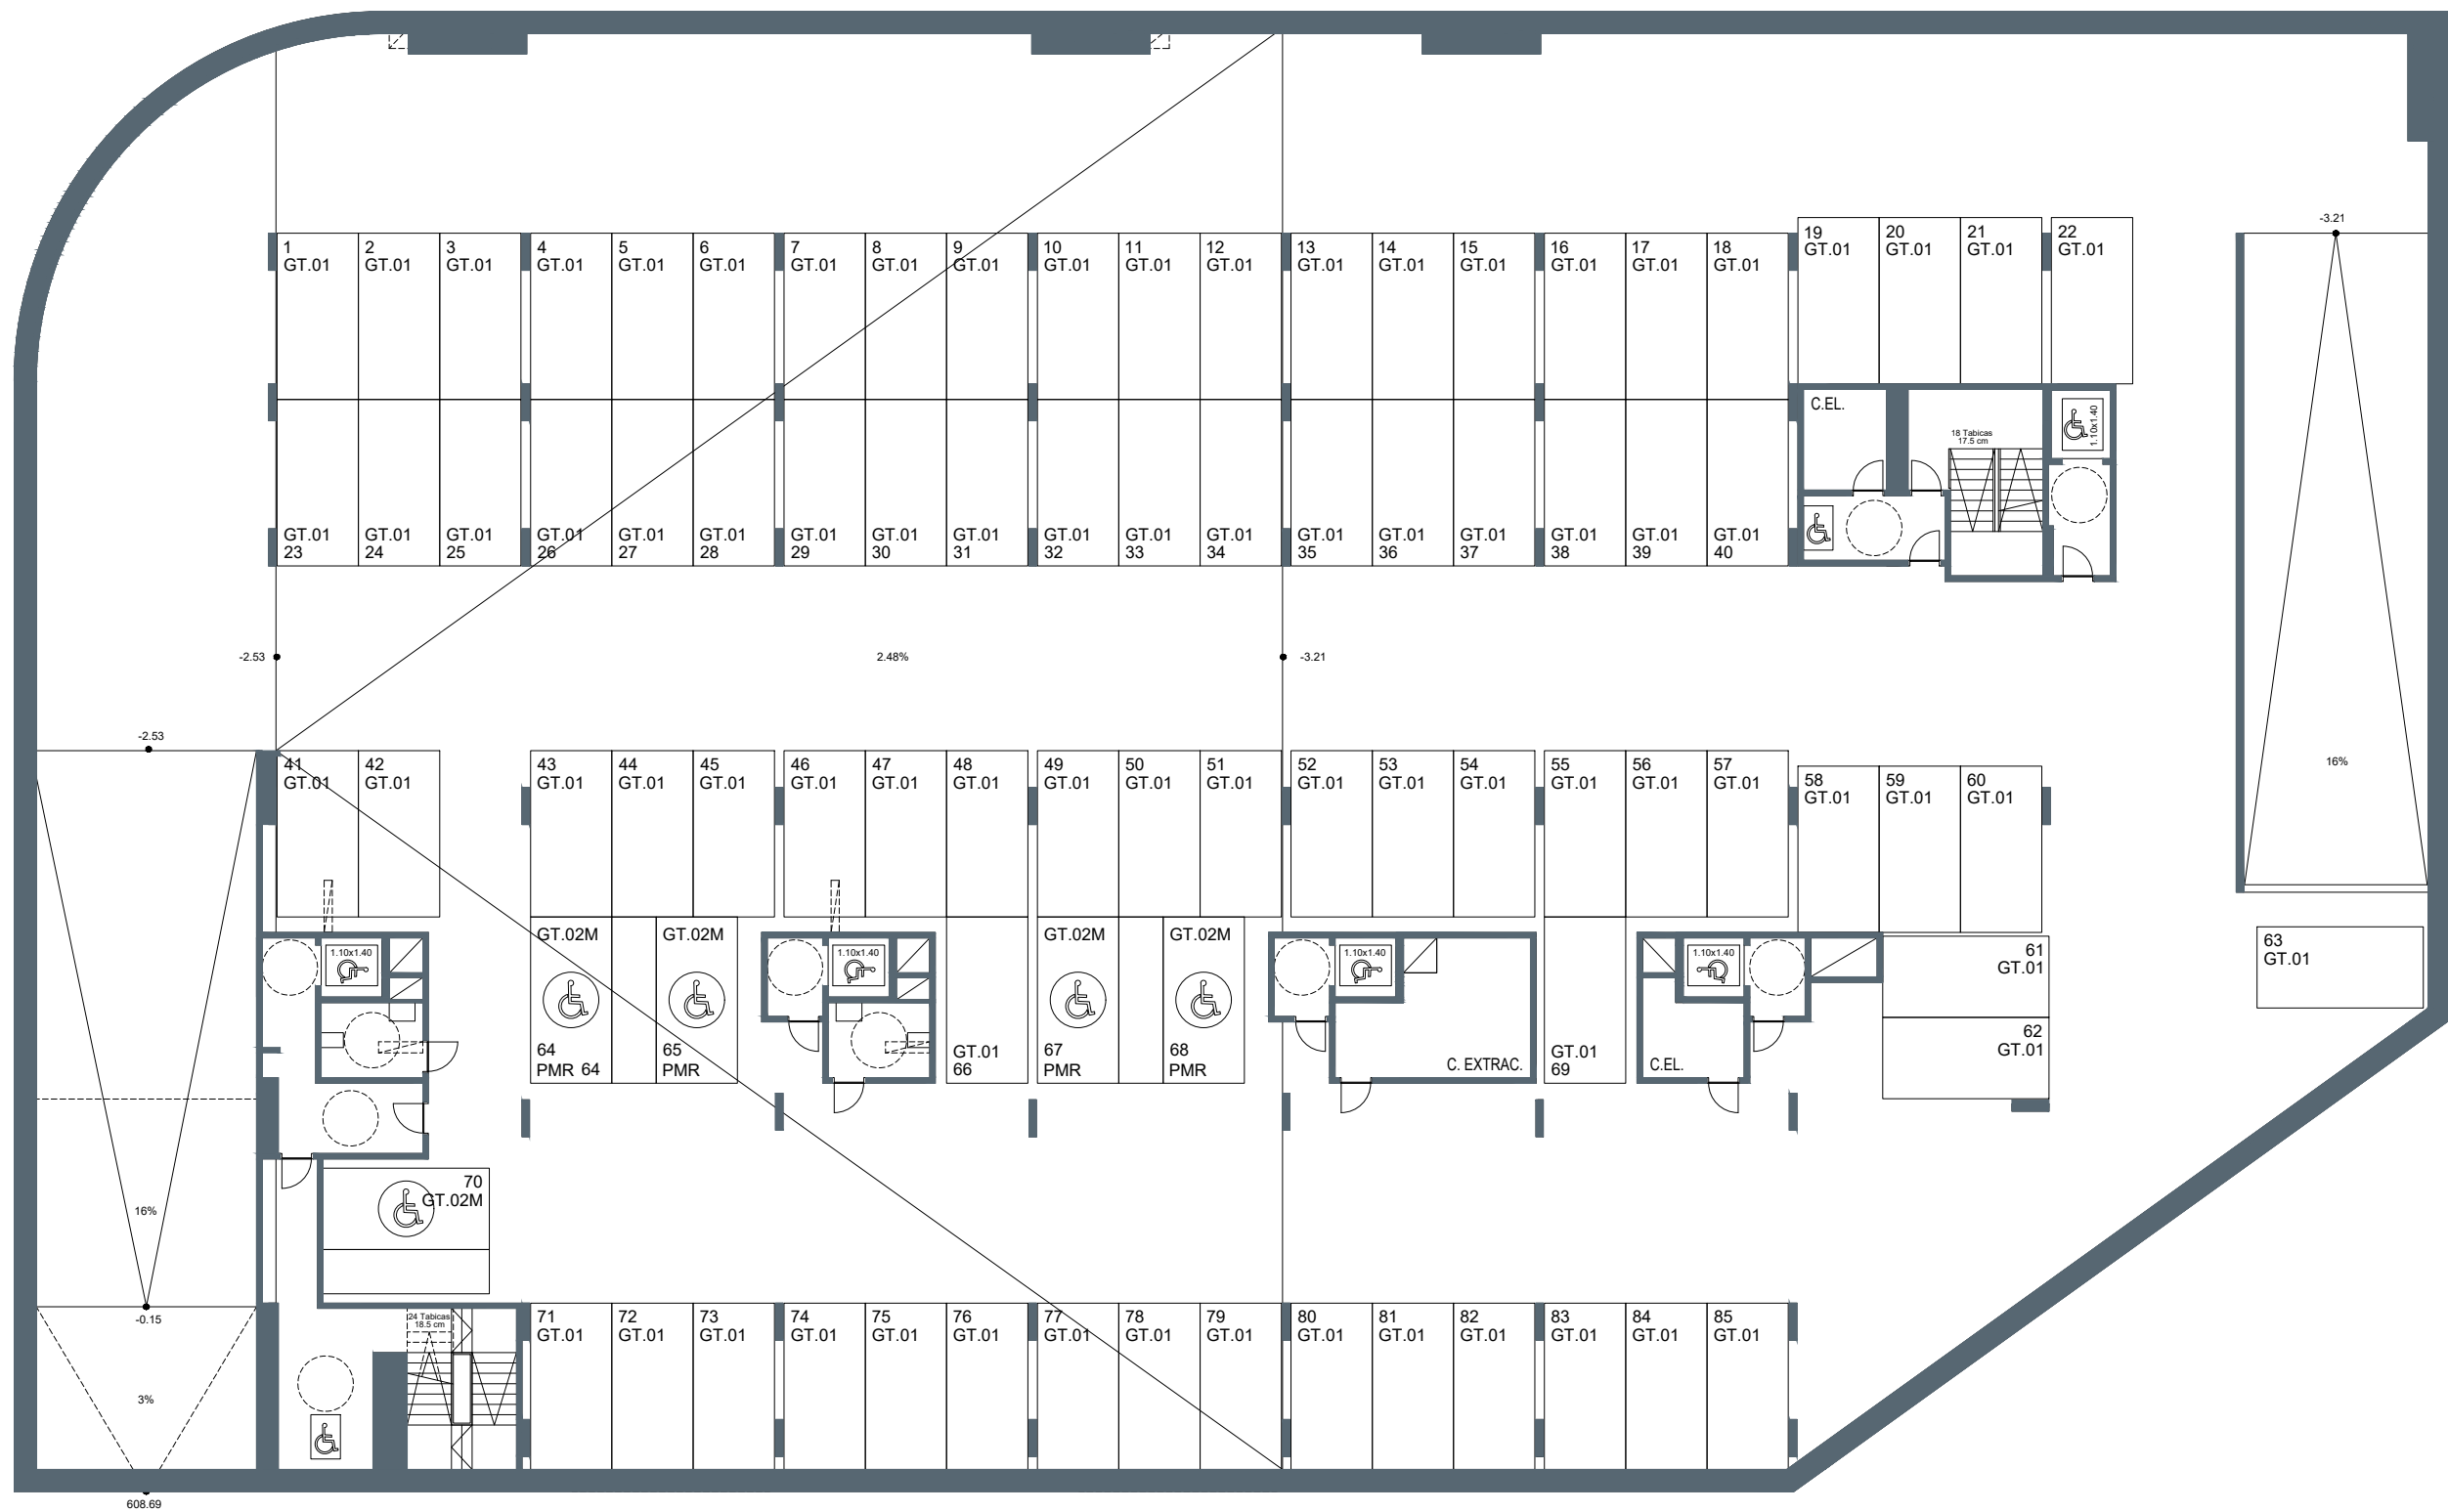 -3.21
1
GT.01
2
GT.01
3
GT.01
4
GT.01
5
GT.01
6
GT.01
7
GT.01
8
GT.01
9
GT.01
10
GT.01
11
GT.01
12
GT.01
13
GT.01
14
GT.01
15
GT.01
16
GT.01
17
GT.01
18
GT.01
19
GT.01
20
GT.01
21
GT.01
22
GT.01
C.EL.
18 Tabicas
17.5 cm
1.10x1.40
GT.01
23
GT.01
24
GT.01
25
GT.01
26
GT.01
27
GT.01
28
GT.01
29
GT.01
30
GT.01
31
GT.01
32
GT.01
33
GT.01
34
GT.01
35
GT.01
36
GT.01
37
GT.01
38
GT.01
39
GT.01
40
-2.53
2.48%
-3.21
-2.53
16%
41
GT.01
42
GT.01
43
GT.01
44
GT.01
45
GT.01
46
GT.01
47
GT.01
48
GT.01
49
GT.01
50
GT.01
51
GT.01
52
GT.01
53
GT.01
54
GT.01
55
GT.01
56
GT.01
57
GT.01
58
GT.01
59
GT.01
60
GT.01
1.10x1.40
GT.02M
64
PMR 64
GT.02M
65
PMR
1.10x1.40
GT.01
66
GT.02M
67
PMR
GT.02M
68
PMR
1.10x1.40
C. EXTRAC.
GT.01
69
1.10x1.40
C.EL.
61
GT.01
62
GT.01
63
GT.01
70
GT.02M
16%
-0.15
3%
24 Tabicas
18.5 cm
71
GT.01
72
GT.01
73
GT.01
74
GT.01
75
GT.01
76
GT.01
77
GT.01
78
GT.01
79
GT.01
80
GT.01
81
GT.01
82
GT.01
83
GT.01
84
GT.01
85
GT.01
608.69